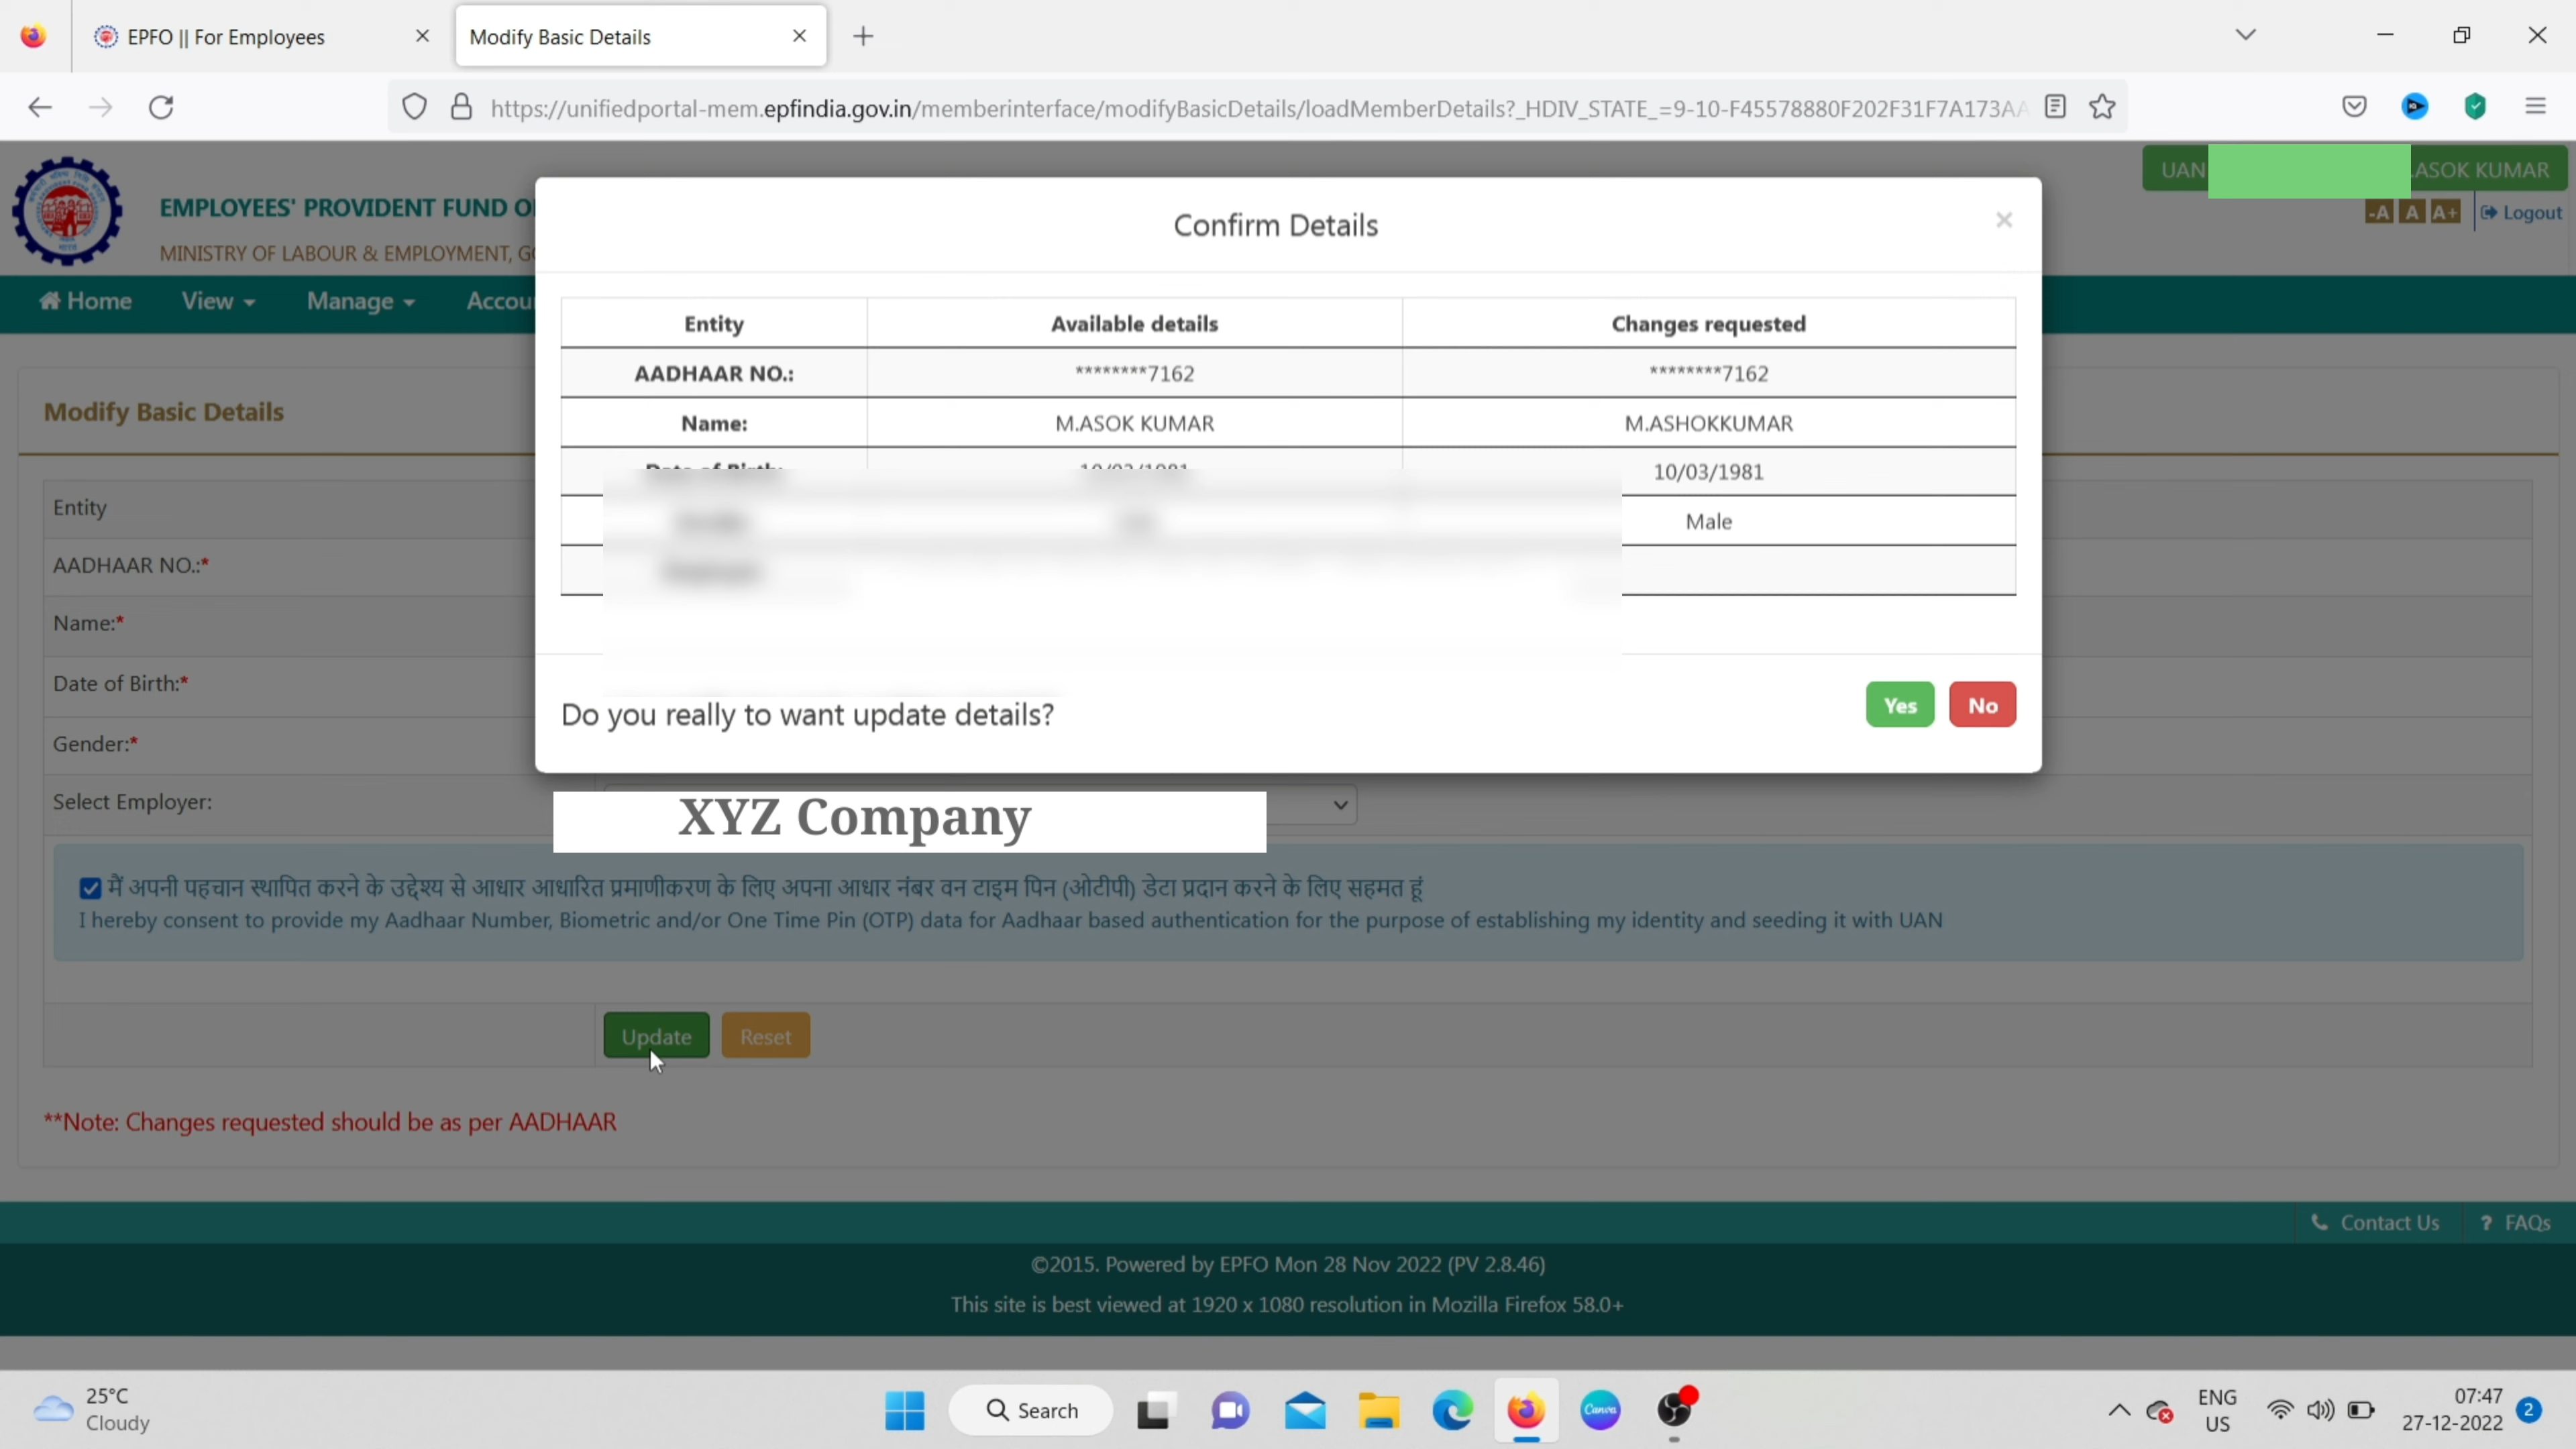 EPFO || For Employees
Modify Basic Details
https://unifiedportal-mem.epfindia.gov.in/memberinterface/modifyBasicDetails/loadMemberDetails?_HDIV_STATE_=9-10-F45578880F202F31F7A173AA
UAN
.ASOK KUMAR
EMPLOYEES' PROVIDENT FUND
MINISTRY OF LABOUR & EMPLOYMENT,
-A A A+ Logout
Home View Manage
Confirm Details
Entity Available details Changes requested
AADHAAR NO.: ********7162 ********7162
Name: M.ASOK KUMAR M.ASHOKKUMAR
Date of Birth: 10/03/1981
Male
Do you really to want update details?
Yes No
Modify Basic Details
Entity
AADHAAR NO.:*
Name:*
Date of Birth:*
Gender:*
Select Employer:
XYZ Company
मैं अपनी पहचान स्थापित करने के उद्देश्य से आधार आधारित प्रमाणीकरण के लिए अपना आधार नंबर वन टाइम पिन (ओटीपी) डेटा प्रदान करने के लिए सहमत हूं
I hereby consent to provide my Aadhaar Number, Biometric and/or One Time Pin (OTP) data for Aadhaar based authentication for the purpose of establishing my identity and seeding it with UAN
Update Reset
**Note: Changes requested should be as per AADHAAR
Contact Us ? FAQs
©2015. Powered by EPFO Mon 28 Nov 2022 (PV 2.8.46)
This site is best viewed at 1920 x 1080 resolution in Mozilla Firefox 58.0+
25°C
Cloudy
Search
Canva
ENG
US
07:47
27-12-2022
2